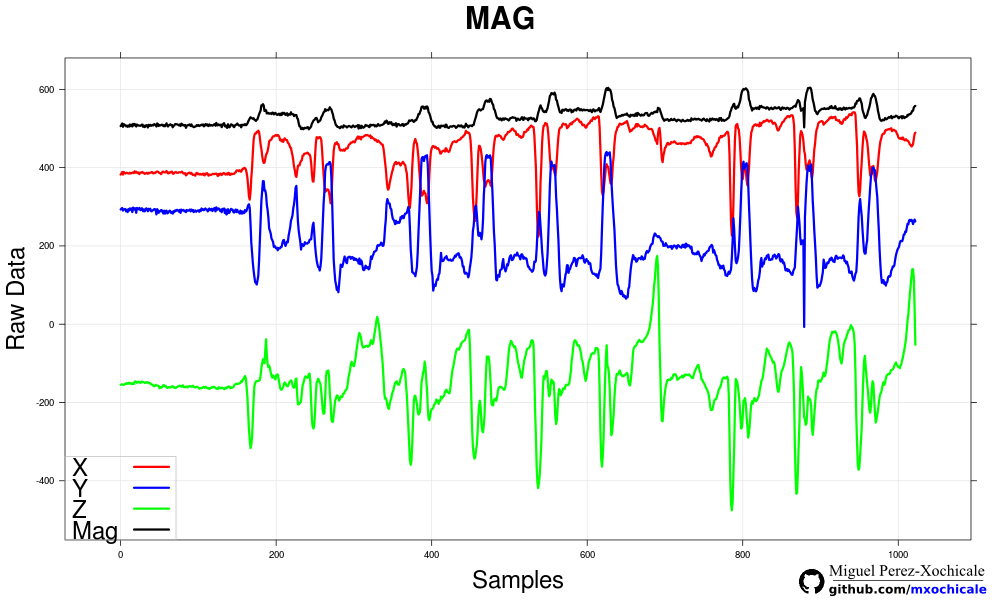 MAG
Raw Data
600
400
200
0
-200
-400
X
Y
Z
Mag
0 200 400 600 800 1000
Samples
Miguel Perez-Xochicale
github.com/mxochicale